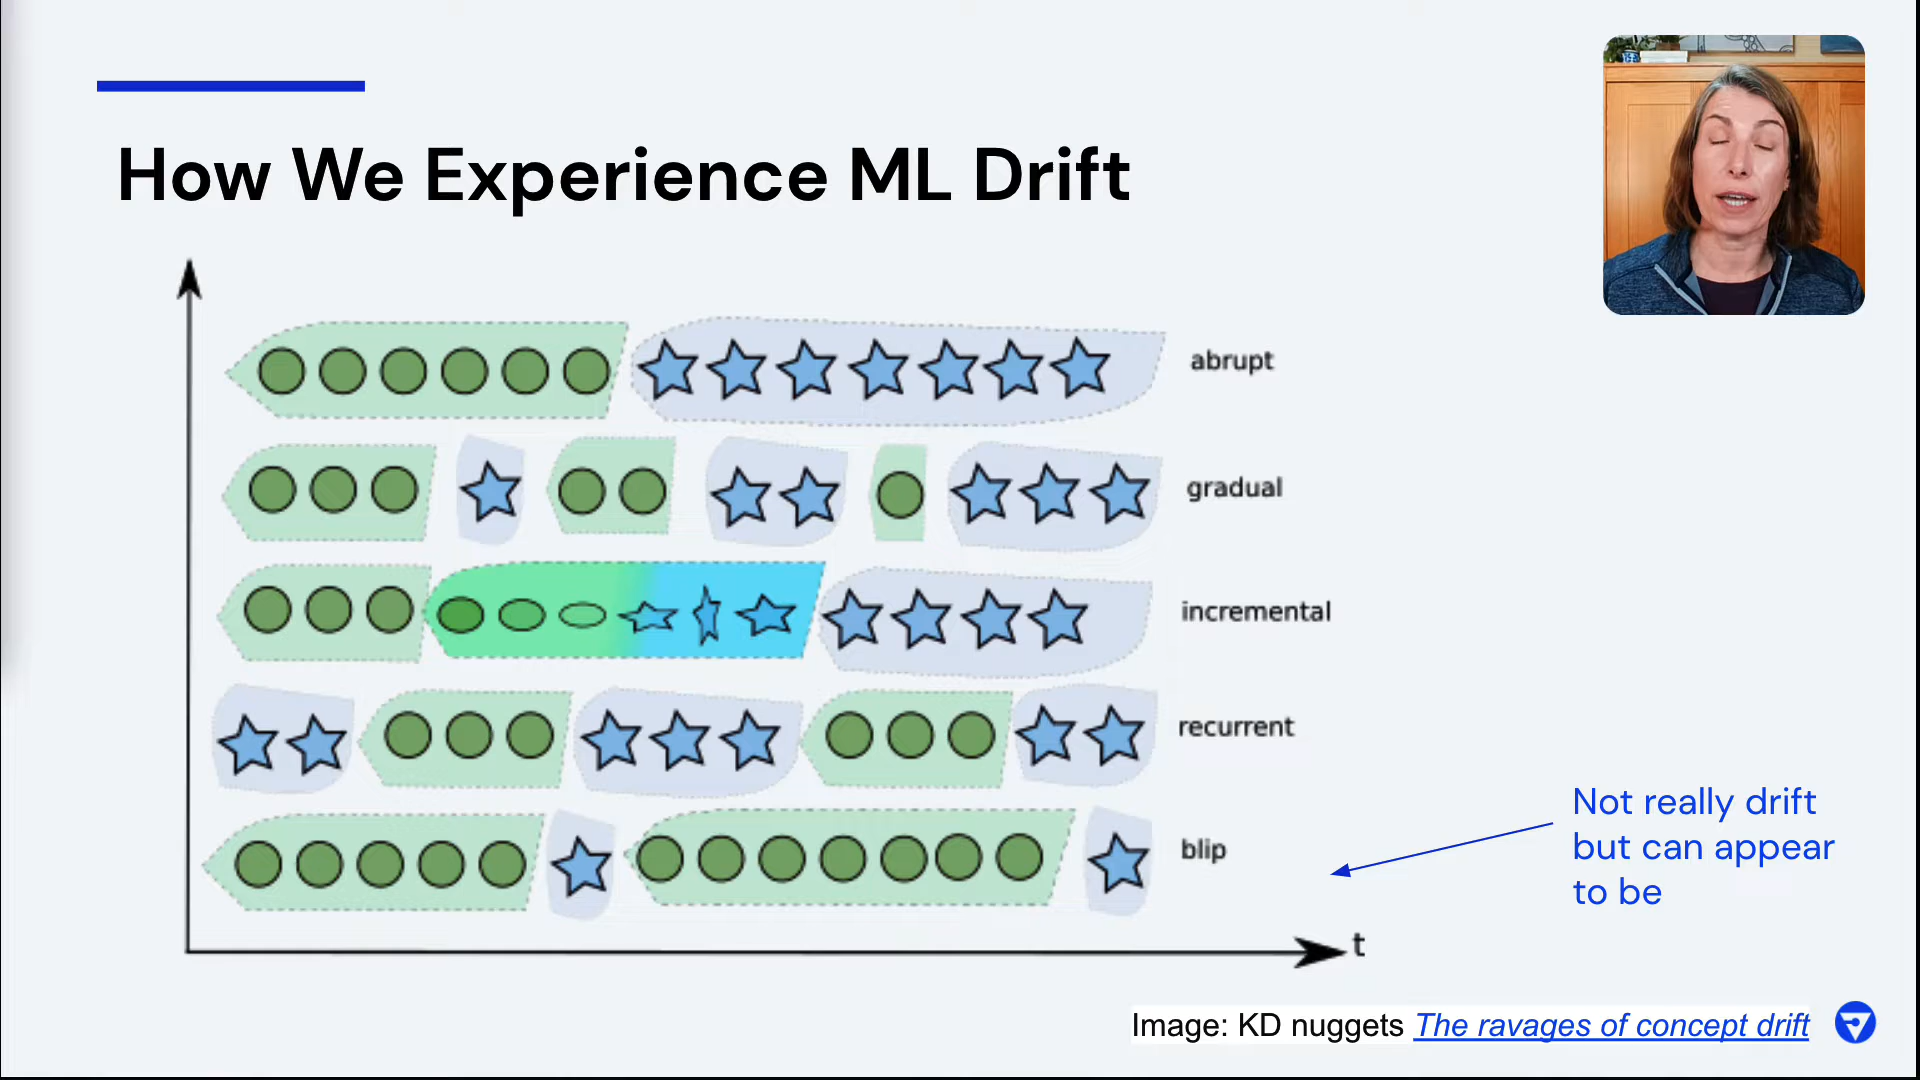 How We Experience ML Drift
abrupt
gradual
incremental
recurrent
blip
Not really drift
but can appear
to be
t
Image: KD nuggets The ravages of concept drift